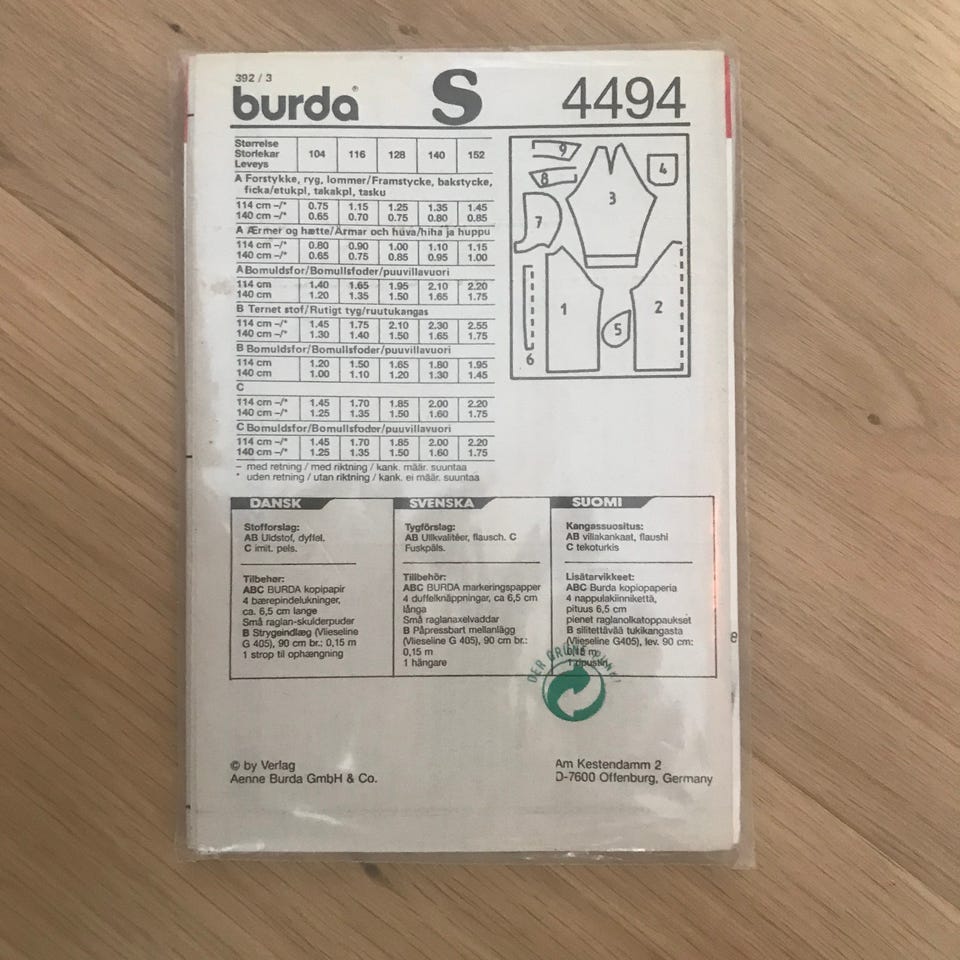 392 / 3
burda® S 4494
Størrelse
Storlekar
Leveys
104 116 128 140 152
A Forstykke, ryg, lommer/Framstycke, bakstycke,
ficka/etukpl, takakpl, tasku
114 cm –/* 0.75 1.15 1.25 1.35 1.45
140 cm –/* 0.65 0.70 0.75 0.80 0.85
A Ærmer og hætte/Ärmar och huva/hiha ja huppu
114 cm –/* 0.80 0.90 1.00 1.10 1.15
140 cm –/* 0.65 0.75 0.85 0.95 1.00
A Bomuldsfor/Bomullsfoder/puuvillavuori
114 cm 1.40 1.65 1.95 2.10 2.20
140 cm 1.20 1.35 1.50 1.65 1.75
B Ternet stof/Rutigt tyg/ruutukangas
114 cm –/* 1.45 1.75 2.10 2.30 2.55
140 cm –/* 1.30 1.40 1.50 1.65 1.75
B Bomuldsfor/Bomullsfoder/puuvillavuori
114 cm 1.20 1.50 1.65 1.80 1.95
140 cm 1.00 1.10 1.20 1.30 1.45
C
114 cm –/* 1.45 1.70 1.85 2.00 2.20
140 cm –/* 1.25 1.35 1.50 1.60 1.75
C Bomuldsfor/Bomullsfoder/puuvillavuori
114 cm –/* 1.45 1.70 1.85 2.00 2.20
140 cm –/* 1.25 1.35 1.50 1.60 1.75
– med retning / med riktning / kank. määr. suuntaa
* uden retning / utan riktning / kank. ei määr. suuntaa
9
8
4
3
7
1
2
5
6
DANSK
Stofforslag:
AB Uldstof, dyffel.
C imit. pels.
Tilbehør:
ABC BURDA kopipapir
4 bærepindelukninger,
ca. 6,5 cm lange
Små raglan-skulderpuder
B Strygeindlæg (Vlieseline
G 405), 90 cm br.: 0,15 m
1 strop til ophængning
SVENSKA
Tygförslag:
AB Ullkvalitéer, flausch. C
Fuskpäls.
Tillbehör:
ABC BURDA markeringspapper
4 duffelknäppningar, ca 6,5 cm
långa
Små raglanaxelvaddar
B Påpressbart mellanlägg
(Vlieseline G405), 90 cm br.:
0,15 m
1 hängare
SUOMI
Kangassuositus:
AB villakankaat, flaushi
C tekoturkis
Lisätarvikkeet:
ABC Burda kopiopaperia
4 nappulakiinnikettä,
pituus 6,5 cm
pienet raglanolkatoppaukset
B silitettävää tukikangasta
(Vlieseline G405), lev. 90 cm:
0,15 m
1 ripustin
DER GRÜNE PUNKT
© by Verlag
Aenne Burda GmbH & Co.
Am Kestendamm 2
D-7600 Offenburg, Germany